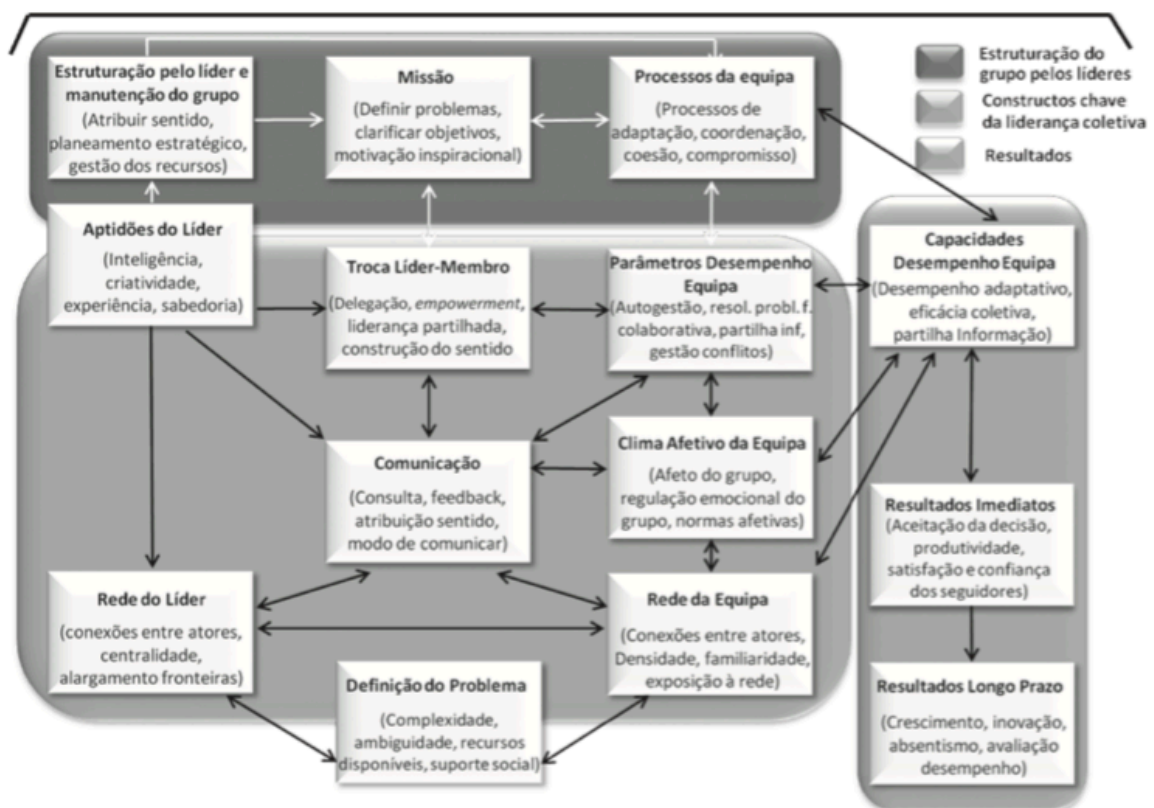 Estruturação pelo líder e
manutenção do grupo
(Atribuir sentido,
planeamento estratégico,
gestão dos recursos)
Missão
(Definir problemas,
clarificar objetivos,
motivação inspiracional)
Processos da equipa
(Processos de
adaptação, coordenação,
coesão, compromisso)
Estruturação do
grupo pelos líderes
Constructos chave
da liderança coletiva
Resultados
Aptidões do Líder
(Inteligência,
criatividade,
experiência, sabedoria)
Troca Líder-Membro
(Delegação, empowerment,
liderança partilhada,
construção do sentido
Parâmetros Desempenho
Equipa
(Autogestão, resol. probl.f.
colaborativa, partilha inf,
gestão conflitos)
Capacidades
Desempenho Equipa
(Desempenho adaptativo,
eficácia coletiva,
partilha Informação)
Comunicação
(Consulta, feedback,
atribuição sentido,
modo de comunicar)
Clima Afetivo da Equipa
(Afeto do grupo,
regulação emocional do
grupo, normas afetivas)
Resultados Imediatos
(Aceitação da decisão,
produtividade,
satisfação e confiança
dos seguidores)
Rede do Líder
(conexões entre atores,
centralidade,
alargamento fronteiras)
Rede da Equipa
(Conexões entre atores,
Densidade, familiaridade,
exposição à rede)
Definição do Problema
(Complexidade,
ambiguidade, recursos
disponíveis, suporte social)
Resultados Longo Prazo
(Crescimento, inovação,
absentismo, avaliação
desempenho)